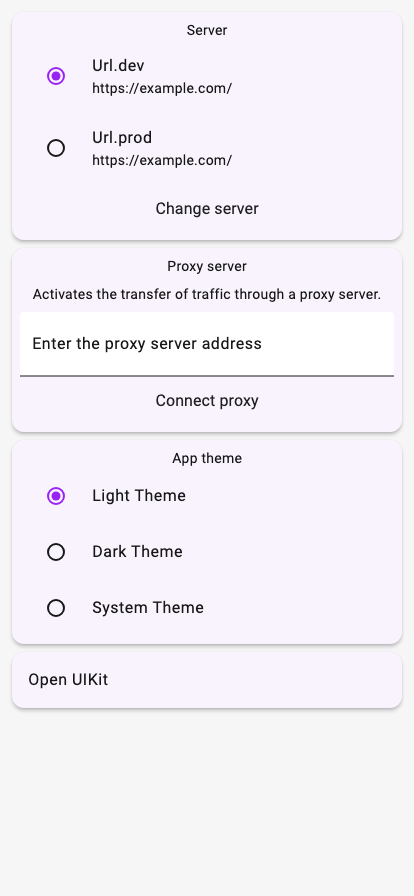 Server
Url.dev
https://example.com/
Url.prod
https://example.com/
Change server
Proxy server
Activates the transfer of traffic through a proxy server.
Enter the proxy server address
Connect proxy
App theme
Light Theme
Dark Theme
System Theme
Open UIKit